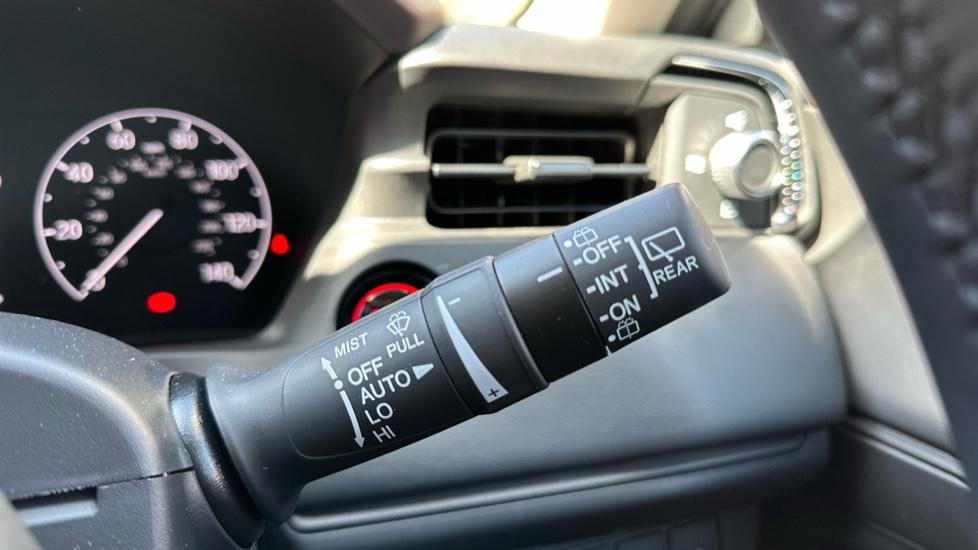 60
80
40
100
20
120
140
OFF
INT
ON
REAR
MIST
PULL
OFF
AUTO
LO
HI
- +